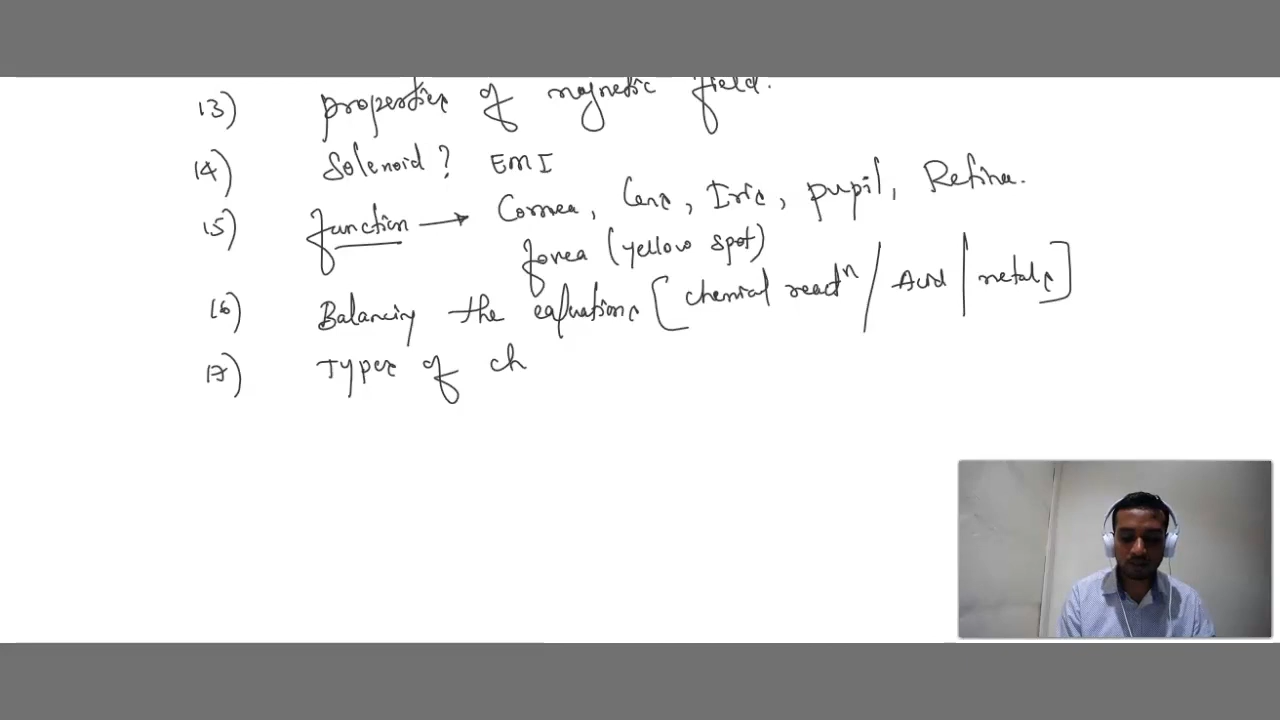 13) properties of magnetic field.
14) Solenoid? EMI
15) function → Cornea, Lens, Iris, pupil, Retina.
fovea (yellow spot)
16) Balancing the equations [chemical reactⁿ / Acid | metals]
17) Types of ch